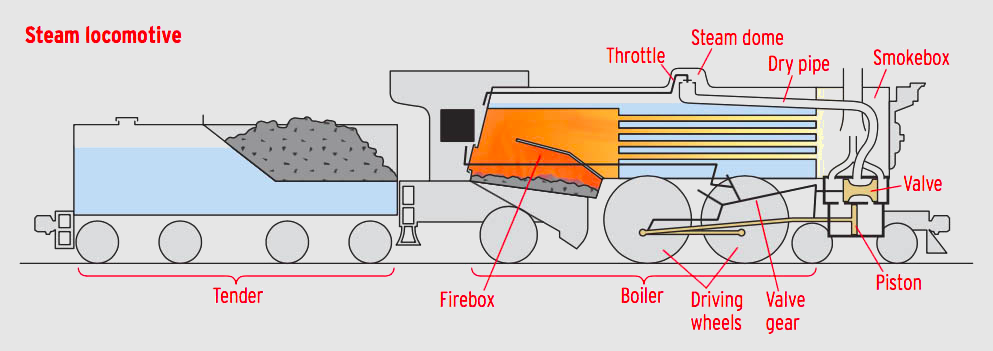 Steam locomotive
Steam dome
Throttle
Dry pipe
Smokebox
Valve
Piston
Tender
Firebox
Boiler
Driving
wheels
Valve
gear